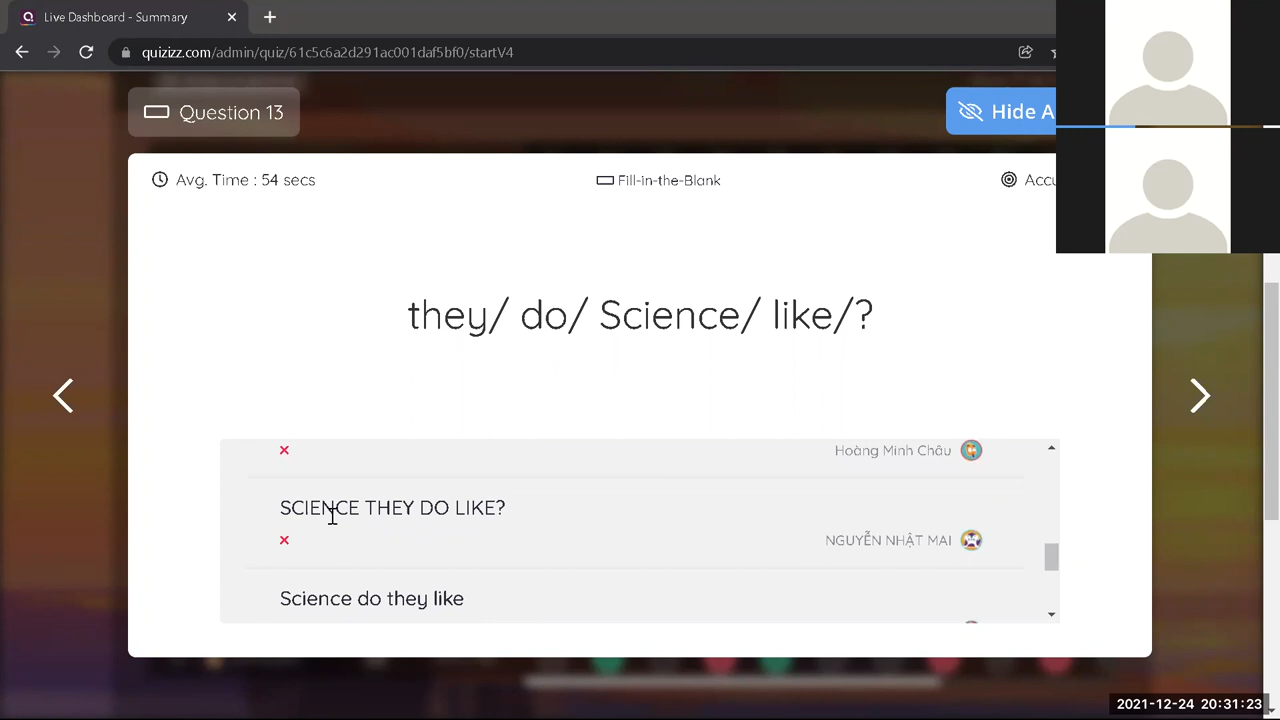 Live Dashboard - Summary
quizizz.com/admin/quiz/61c5c6a2d291ac001daf5bf0/startV4
Question 13
Hide A
Avg. Time : 54 secs
Fill-in-the-Blank
Accu
they/ do/ Science/ like/?
Hoàng Minh Châu
SCIENCE THEY DO LIKE?
NGUYỄN NHẬT MAI
Science do they like
2021-12-24 20:31:23